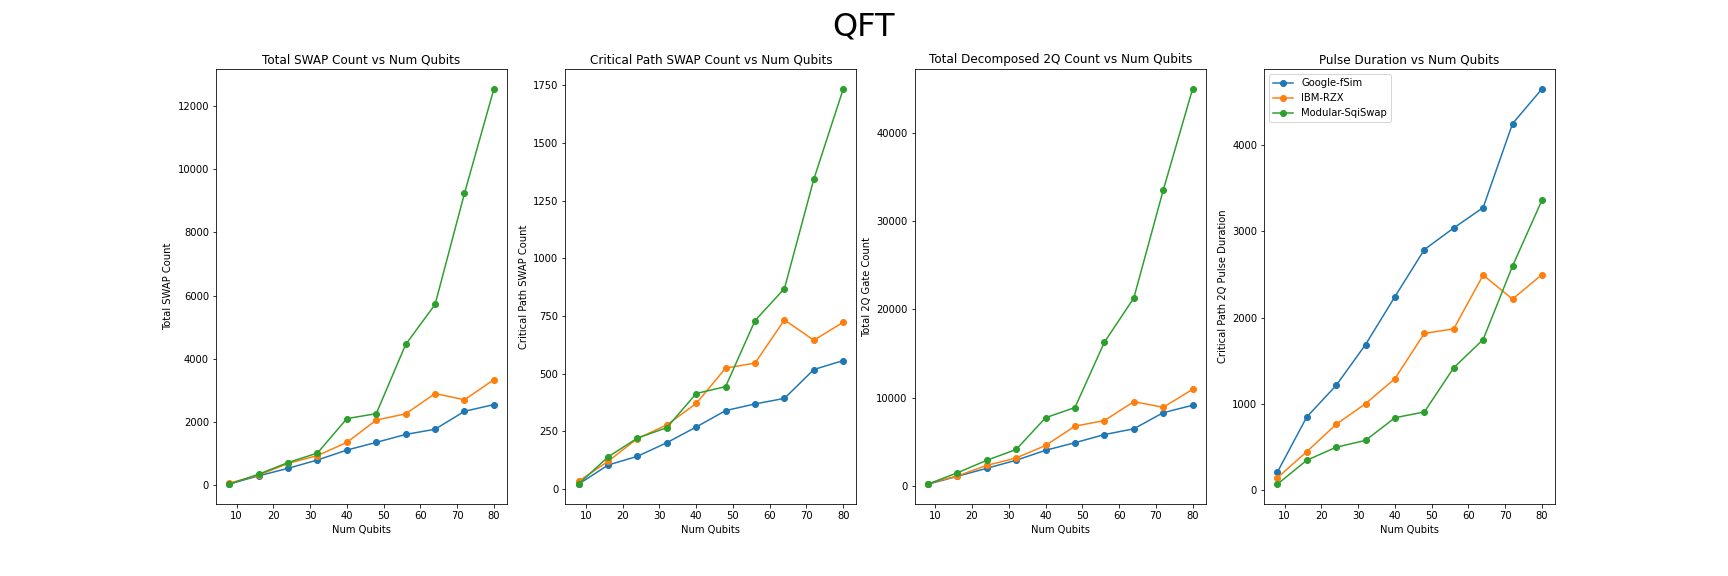 QFT
Total SWAP Count vs Num Qubits
Total SWAP Count
12000
10000
8000
6000
4000
2000
0
10 20 30 40 50 60 70 80
Num Qubits
Critical Path SWAP Count vs Num Qubits
Critical Path SWAP Count
1750
1500
1250
1000
750
500
250
0
10 20 30 40 50 60 70 80
Num Qubits
Total Decomposed 2Q Count vs Num Qubits
Total 2Q Gate Count
40000
30000
20000
10000
0
10 20 30 40 50 60 70 80
Num Qubits
Pulse Duration vs Num Qubits
Google-fSim
IBM-RZX
Modular-SqiSwap
Critical Path 2Q Pulse Duration
4000
3000
2000
1000
0
10 20 30 40 50 60 70 80
Num Qubits